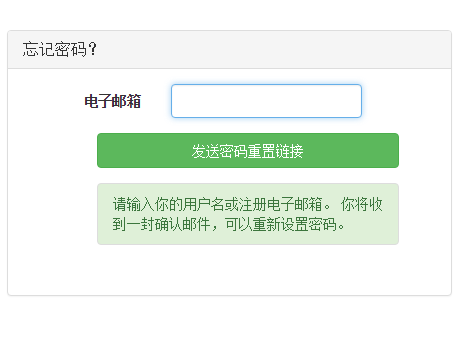 忘记密码?
电子邮箱
发送密码重置链接
请输入你的用户名或注册电子邮箱。 你将收
到一封确认邮件，可以重新设置密码。